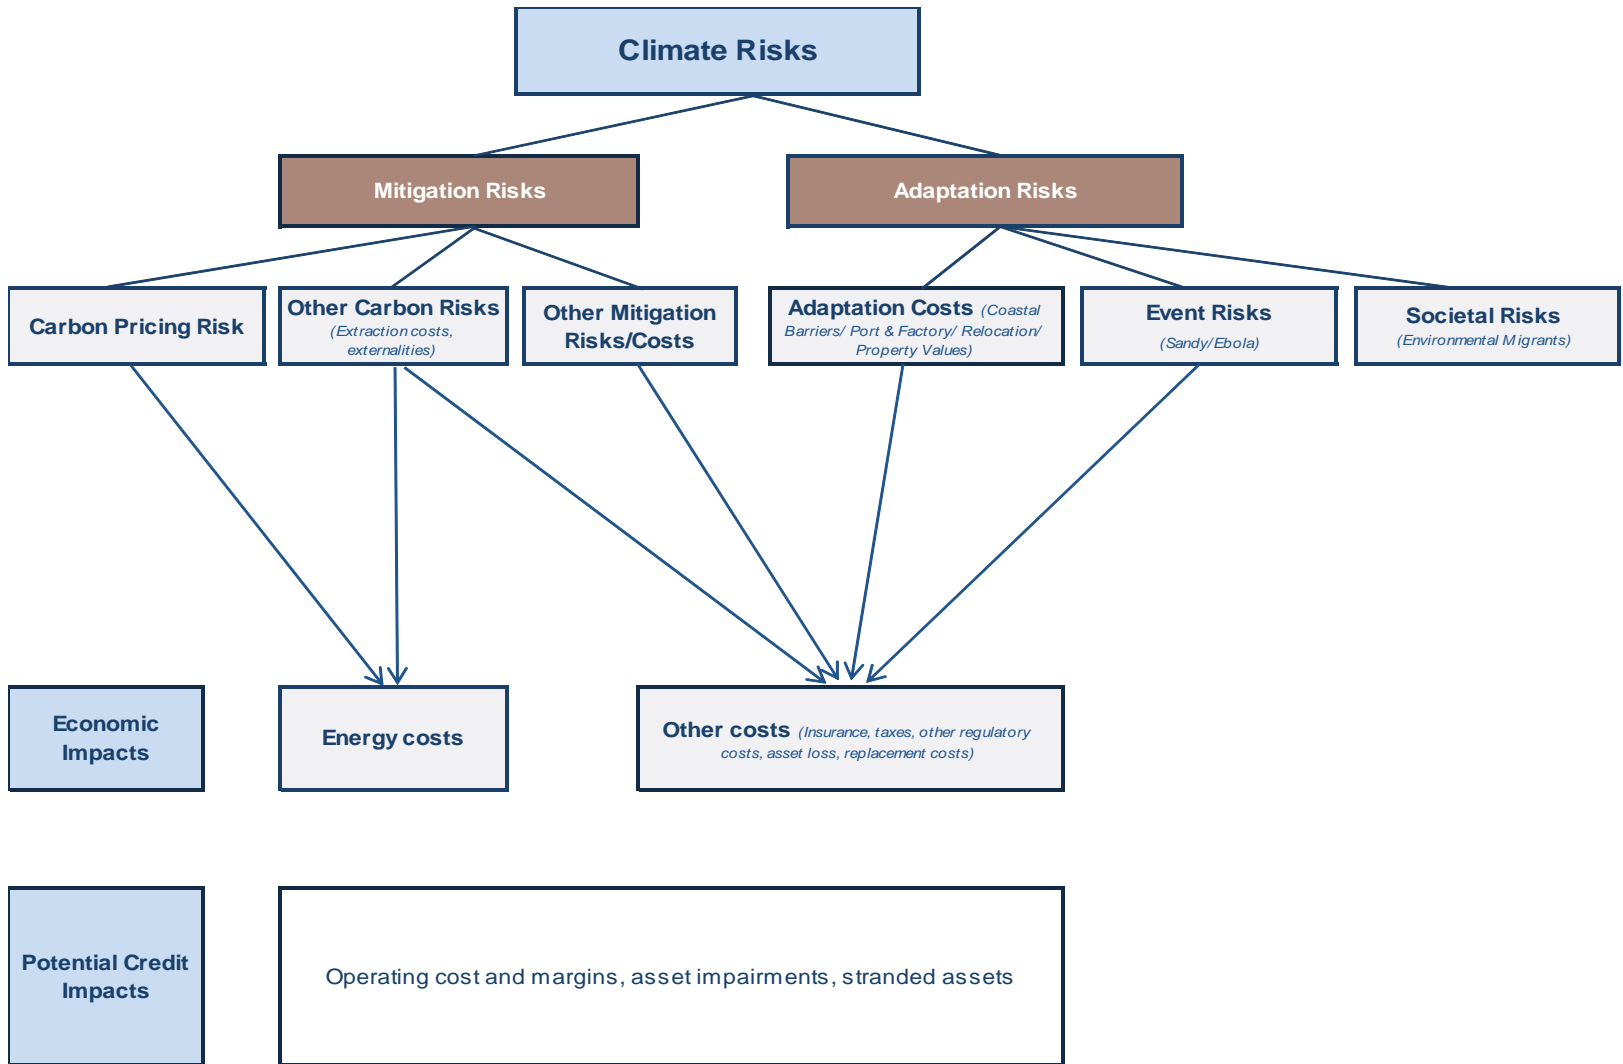 Climate Risks
Mitigation Risks
Adaptation Risks
Carbon Pricing Risk
Other Carbon Risks
(Extraction costs,
externalities)
Other Mitigation
Risks/Costs
Adaptation Costs (Coastal
Barriers/ Port & Factory/ Relocation/
Property Values)
Event Risks
(Sandy/Ebola)
Societal Risks
(Environmental Migrants)
Economic
Impacts
Energy costs
Other costs (Insurance, taxes, other regulatory
costs, asset loss, replacement costs)
Potential Credit
Impacts
Operating cost and margins, asset impairments, stranded assets